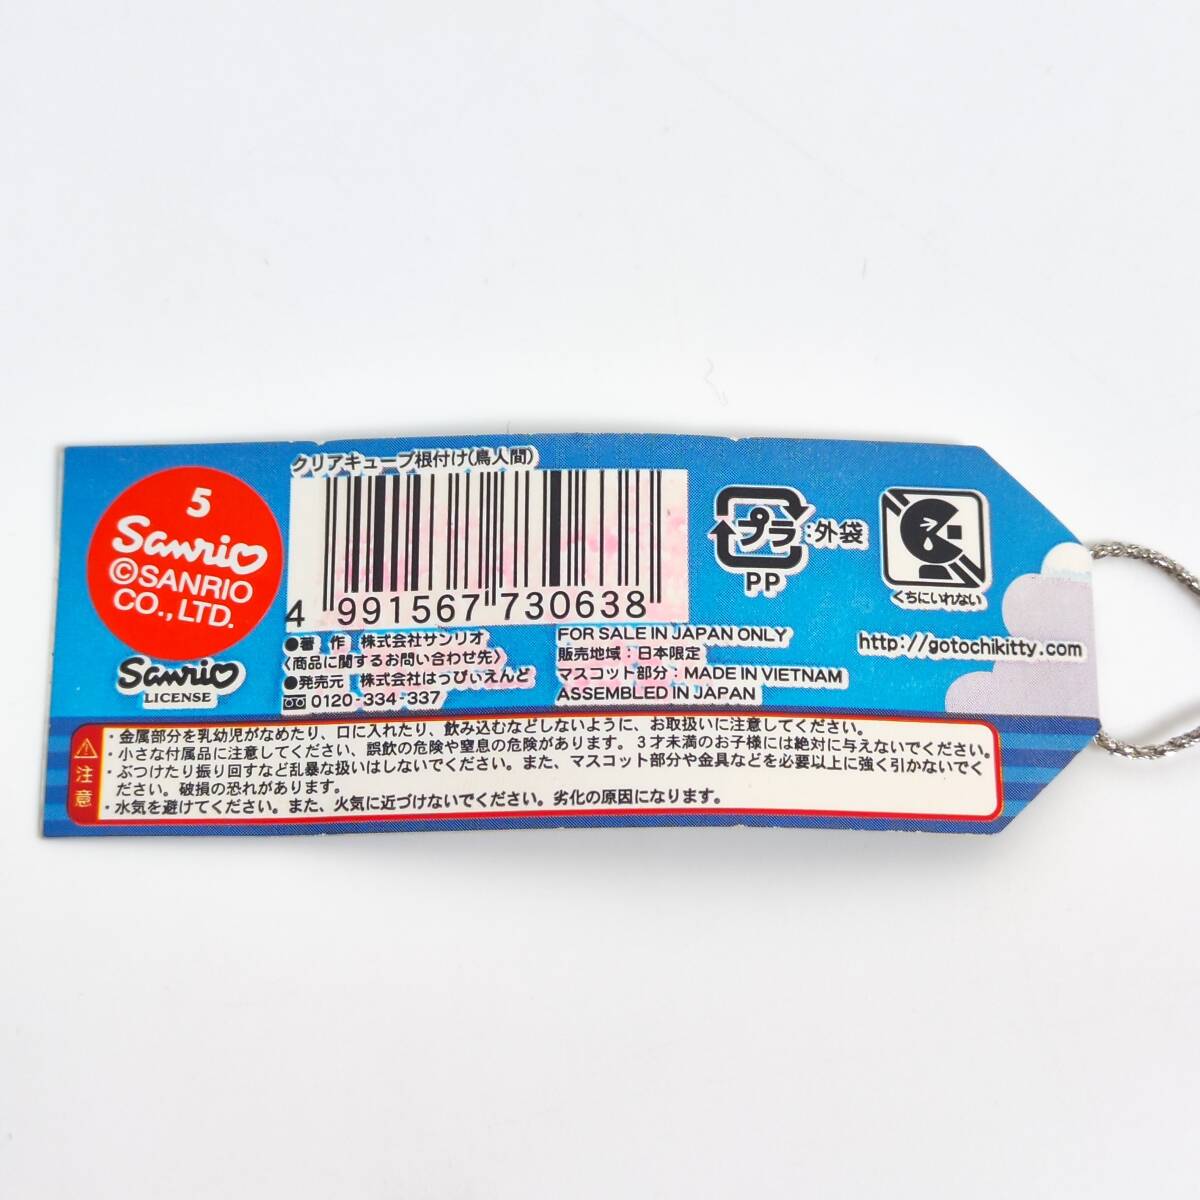 5
Sanrio
©SANRIO
CO., LTD.
Sanrio
LICENSE
クリアキューブ根付け(鳥人間)
4 991567 730638
●著 作 株式会社サンリオ
〈商品に関するお問い合わせ先〉
●発売元 株式会社はうぴぃえんど
0120-334-337
FOR SALE IN JAPAN ONLY
販売地域：日本限定
マスコット部分：MADE IN VIETNAM
ASSEMBLED IN JAPAN
プラ
:外袋
PP
くちにいれない
http://gotochikitty.com
注意
・金属部分を乳幼児がなめたり、口に入れたり、飲み込むなどしないように、お取扱いに注意してください。
・小さな付属品に注意してください、誤飲の危険や窒息の危険があります。３才未満のお子様には絶対に与えないでください。
・ぶつけたり振り回すなど乱暴な扱いはしないでください。また、マスコット部分や金具などを必要以上に強く引かないでく
ださい。破損の恐れがあります。
・水気を避けてください。また、火気に近づけないでください。劣化の原因になります。